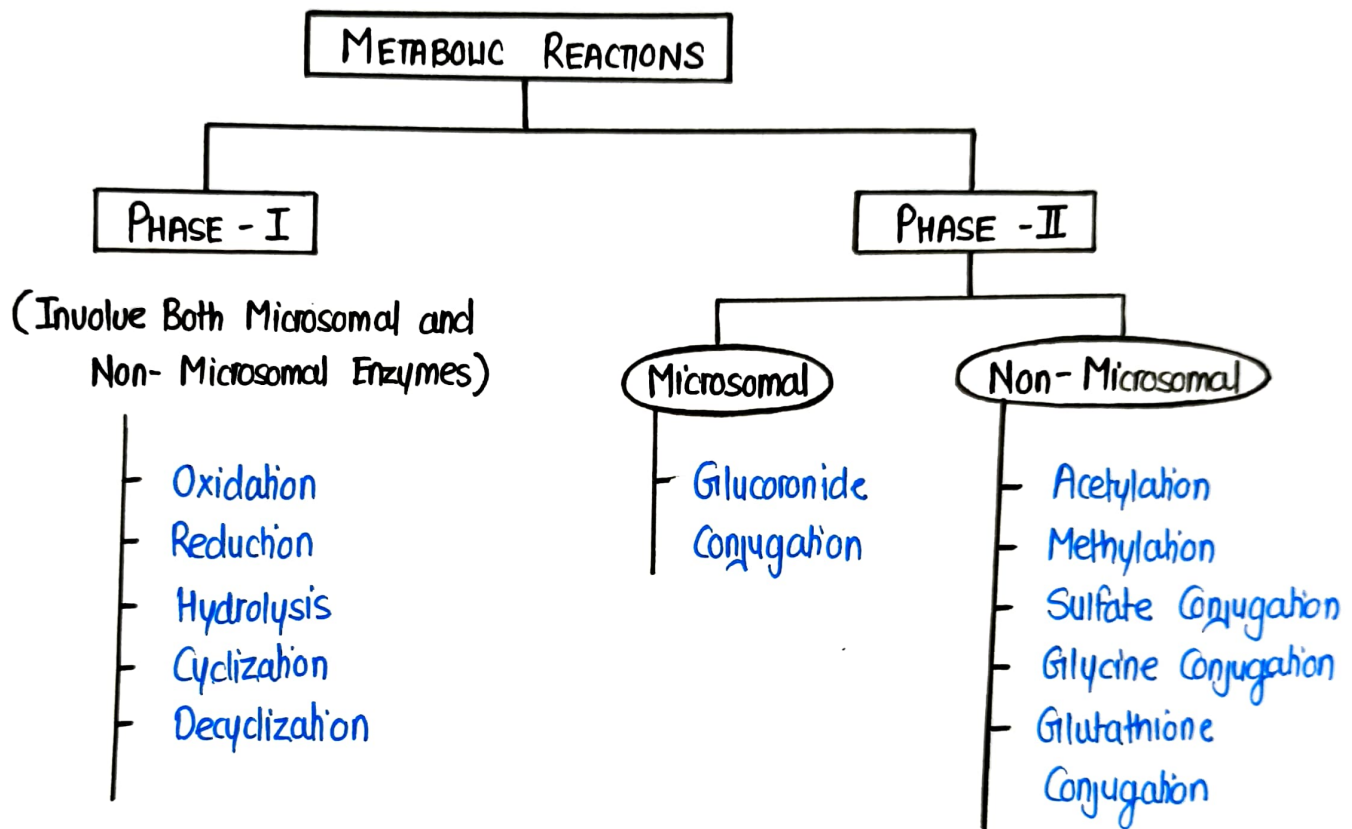 METABOLIC REACTIONS
PHASE - I
(Involve Both Microsomal and
Non- Microsomal Enzymes)
Oxidation
Reduction
Hydrolysis
Cyclization
Decyclization
PHASE - II
Microsomal
Glucoronide
Conjugation
Non- Microsomal
Acetylation
Methylation
Sulfate Conjugation
Glycine Conjugation
Glutathione
Conjugation